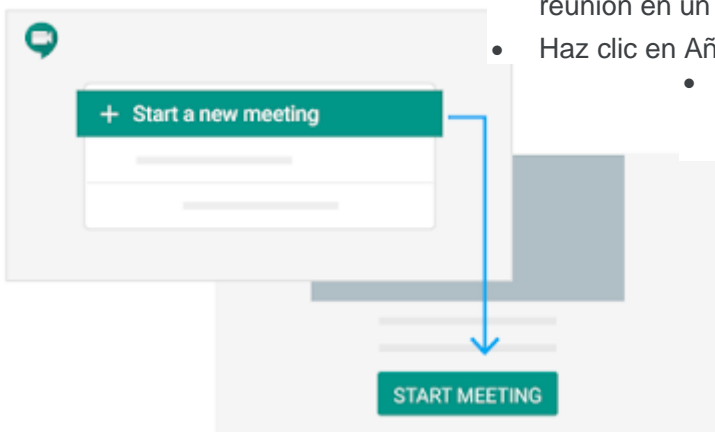 reunión en un
• Haz clic en Añ
•
+ Start a new meeting
START MEETING